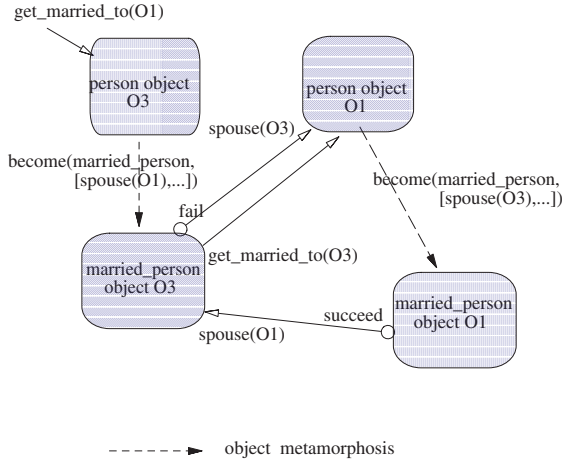 get_married_to(O1)
person object
O3
person object
O1
spouse(O3)
become(married_person,
[spouse(O1),...])
become(married_person,
[spouse(O3),...])
fail
get_married_to(O3)
married_person
object O3
married_person
object O1
succeed
spouse(O1)
object metamorphosis